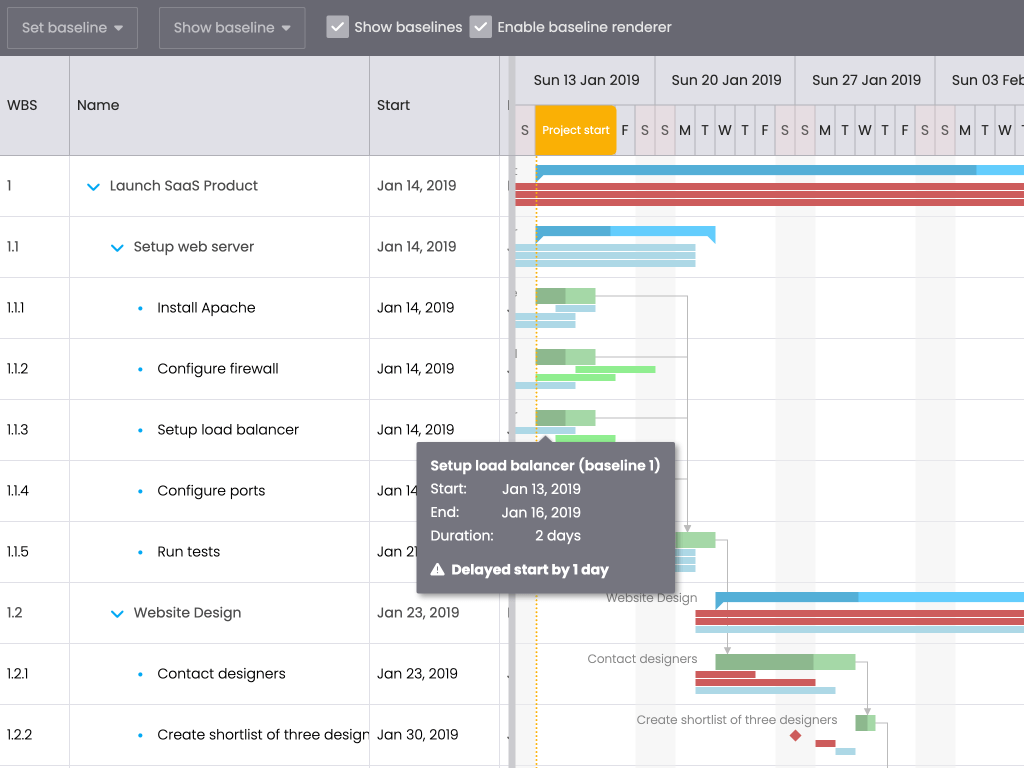 Set baseline
Show baseline
Show baselines
Enable baseline renderer
WBS
Name
Start
Sun 13 Jan 2019
Sun 20 Jan 2019
Sun 27 Jan 2019
Sun 03 Feb
S
Project start
F S S M T W T F S S M T W T F S S M T W
1
Launch SaaS Product
Jan 14, 2019
1.1
Setup web server
Jan 14, 2019
1.1.1
Install Apache
Jan 14, 2019
1.1.2
Configure firewall
Jan 14, 2019
1.1.3
Setup load balancer
Jan 14, 2019
Setup load balancer (baseline 1)
Start: Jan 13, 2019
End: Jan 16, 2019
Duration: 2 days
Delayed start by 1 day
1.1.4
Configure ports
Jan 14
1.1.5
Run tests
Jan 21
1.2
Website Design
Jan 23, 2019
Website Design
1.2.1
Contact designers
Jan 23, 2019
Contact designers
1.2.2
Create shortlist of three design
Jan 30, 2019
Create shortlist of three designers